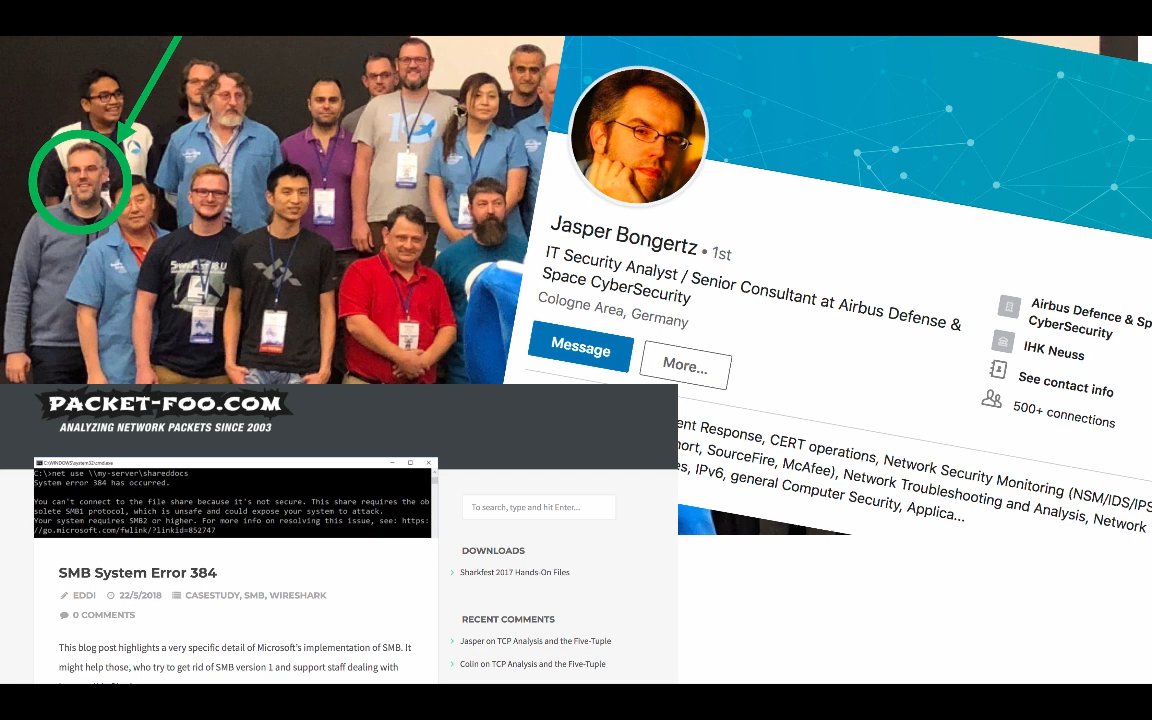 Jasper Bongertz • 1st
IT Security Analyst / Senior Consultant at Airbus Defense &
Space CyberSecurity
Cologne Area, Germany
Message
More...
Airbus Defence & Sp
CyberSecurity
IHK Neuss
See contact info
500+ connections
ent Response, CERT operations, Network Security Monitoring (NSM/IDS/IPS
ort, SourceFire, McAfee), Network Troubleshooting and Analysis, Network
es, IPv6, general Computer Security, Applica...
PACKET-FOO.COM
ANALYZING NETWORK PACKETS SINCE 2003
C:\WINDOWS\system32\cmd.exe
C:\>net use \\my-server\shareddocs
System error 384 has occurred.
You can't connect to the file share because it's not secure. This share requires the ob
solete SMB1 protocol, which is unsafe and could expose your system to attack.
Your system requires SMB2 or higher. For more info on resolving this issue, see: https:
//go.microsoft.com/fwlink/?linkid=852747
SMB System Error 384
EDDI 22/5/2018 CASESTUDY, SMB, WIRESHARK
0 COMMENTS
This blog post highlights a very specific detail of Microsoft's implementation of SMB. It
might help those, who try to get rid of SMB version 1 and support staff dealing with
To search, type and hit Enter...
DOWNLOADS
Sharkfest 2017 Hands-On Files
RECENT COMMENTS
Jasper on TCP Analysis and the Five-Tuple
Colin on TCP Analysis and the Five-Tuple